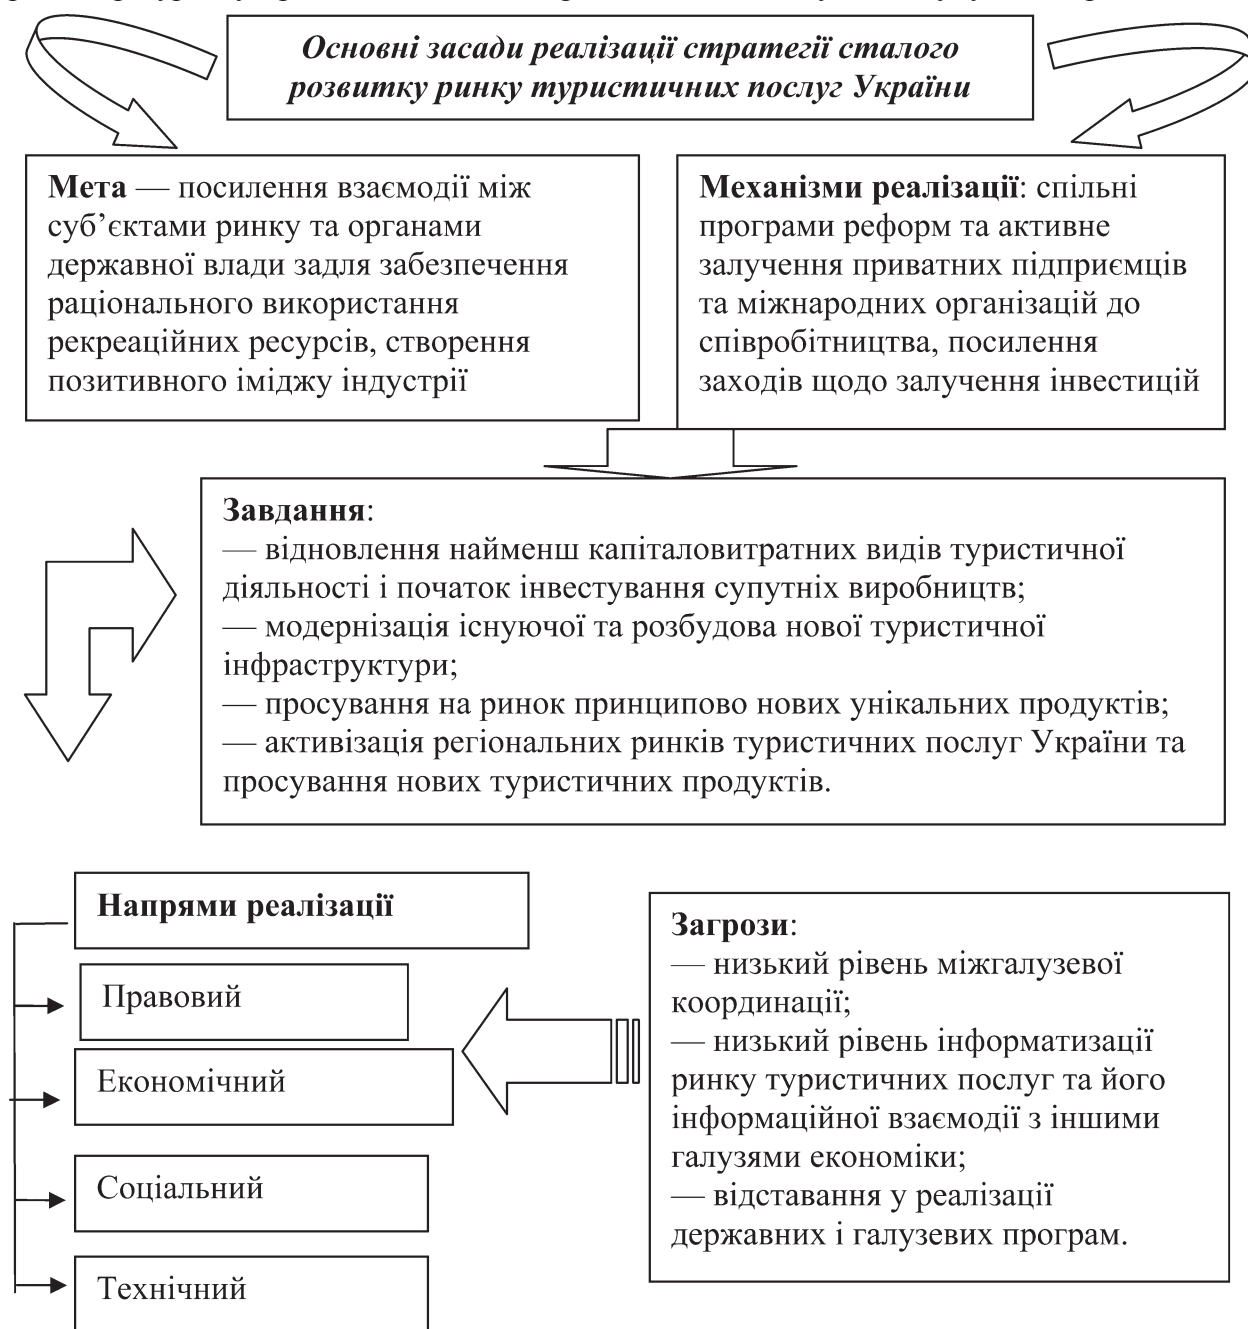 Основні засади реалізації стратегії сталого
розвитку ринку туристичних послуг України
Мета — посилення взаємодії між
суб’єктами ринку та органами
державної влади задля забезпечення
раціонального використання
рекреаційних ресурсів, створення
позитивного іміджу індустрії
Механізми реалізації: спільні
програми реформ та активне
залучення приватних підприємців
та міжнародних організацій до
співробітництва, посилення
заходів щодо залучення інвестицій
Завдання:
— відновлення найменш капіталовитратних видів туристичної
діяльності і початок інвестування супутніх виробництв;
— модернізація існуючої та розбудова нової туристичної
інфраструктури;
— просування на ринок принципово нових унікальних продуктів;
— активізація регіональних ринків туристичних послуг України та
просування нових туристичних продуктів.
Напрями реалізації
Правовий
Економічний
Соціальний
Технічний
Загрози:
— низький рівень міжгалузевої
координації;
— низький рівень інформатизації
ринку туристичних послуг та його
інформаційної взаємодії з іншими
галузями економіки;
— відставання у реалізації
державних і галузевих програм.